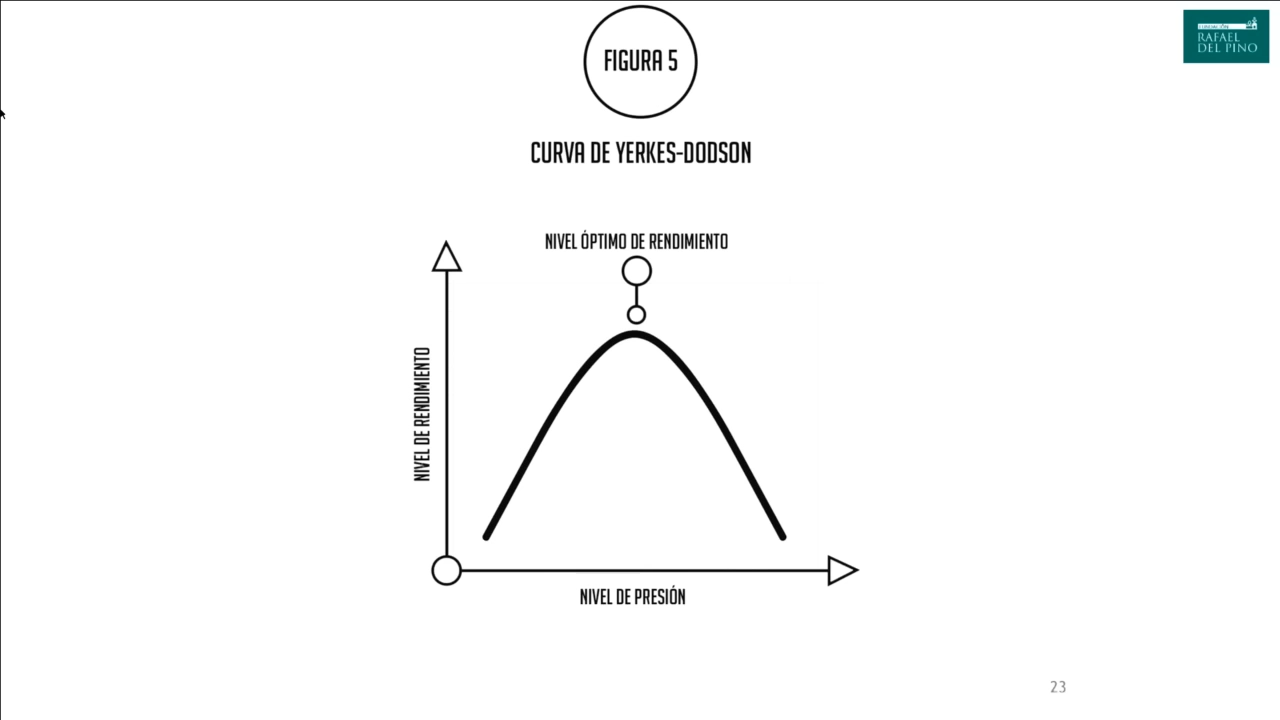 FIGURA 5
FUNDACIÓN
RAFAEL
DEL PINO
CURVA DE YERKES-DODSON
NIVEL ÓPTIMO DE RENDIMIENTO
NIVEL DE RENDIMIENTO
NIVEL DE PRESIÓN
23